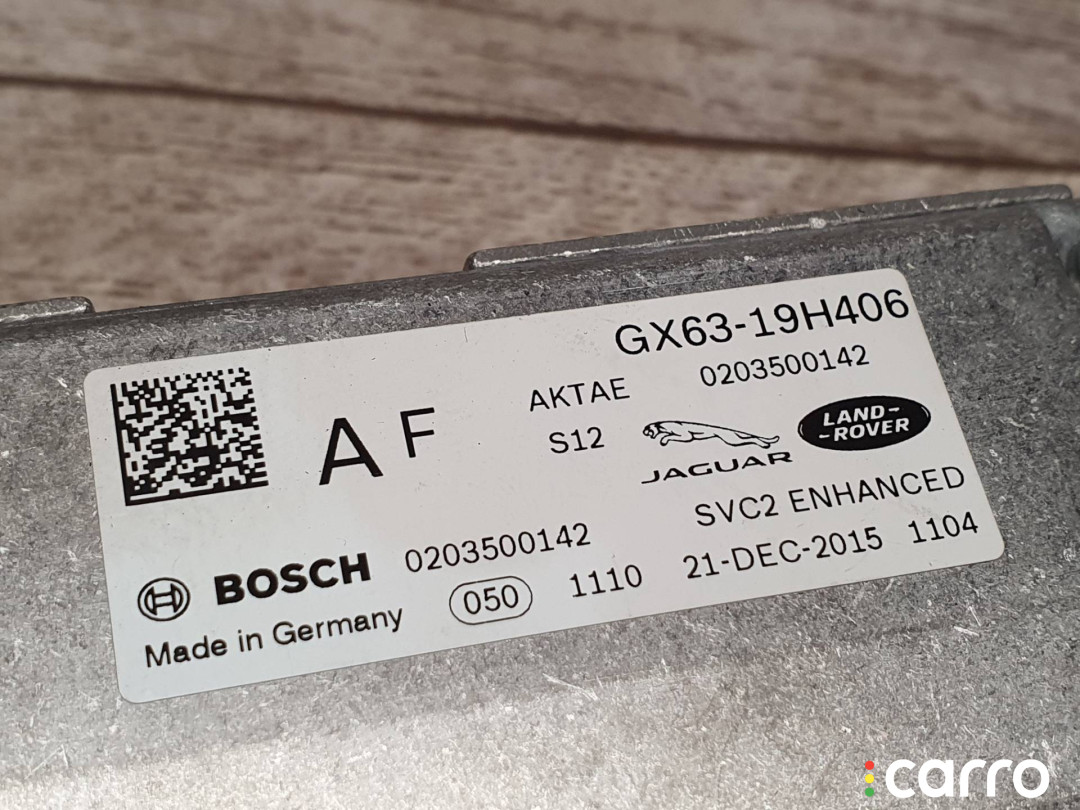 GX63-19H406
AKTAE 0203500142
AF
S12 JAGUAR LAND-
-ROVER
SVC2 ENHANCED
BOSCH 0203500142
Made in Germany 050 1110 21-DEC-2015 1104
carro